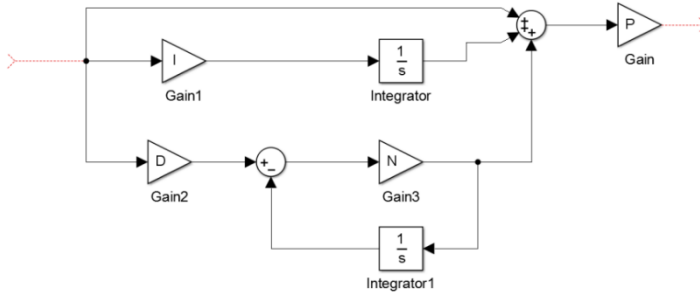 P
Gain
I
Gain1
1
s
Integrator
D
Gain2
N
Gain3
1
s
Integrator1